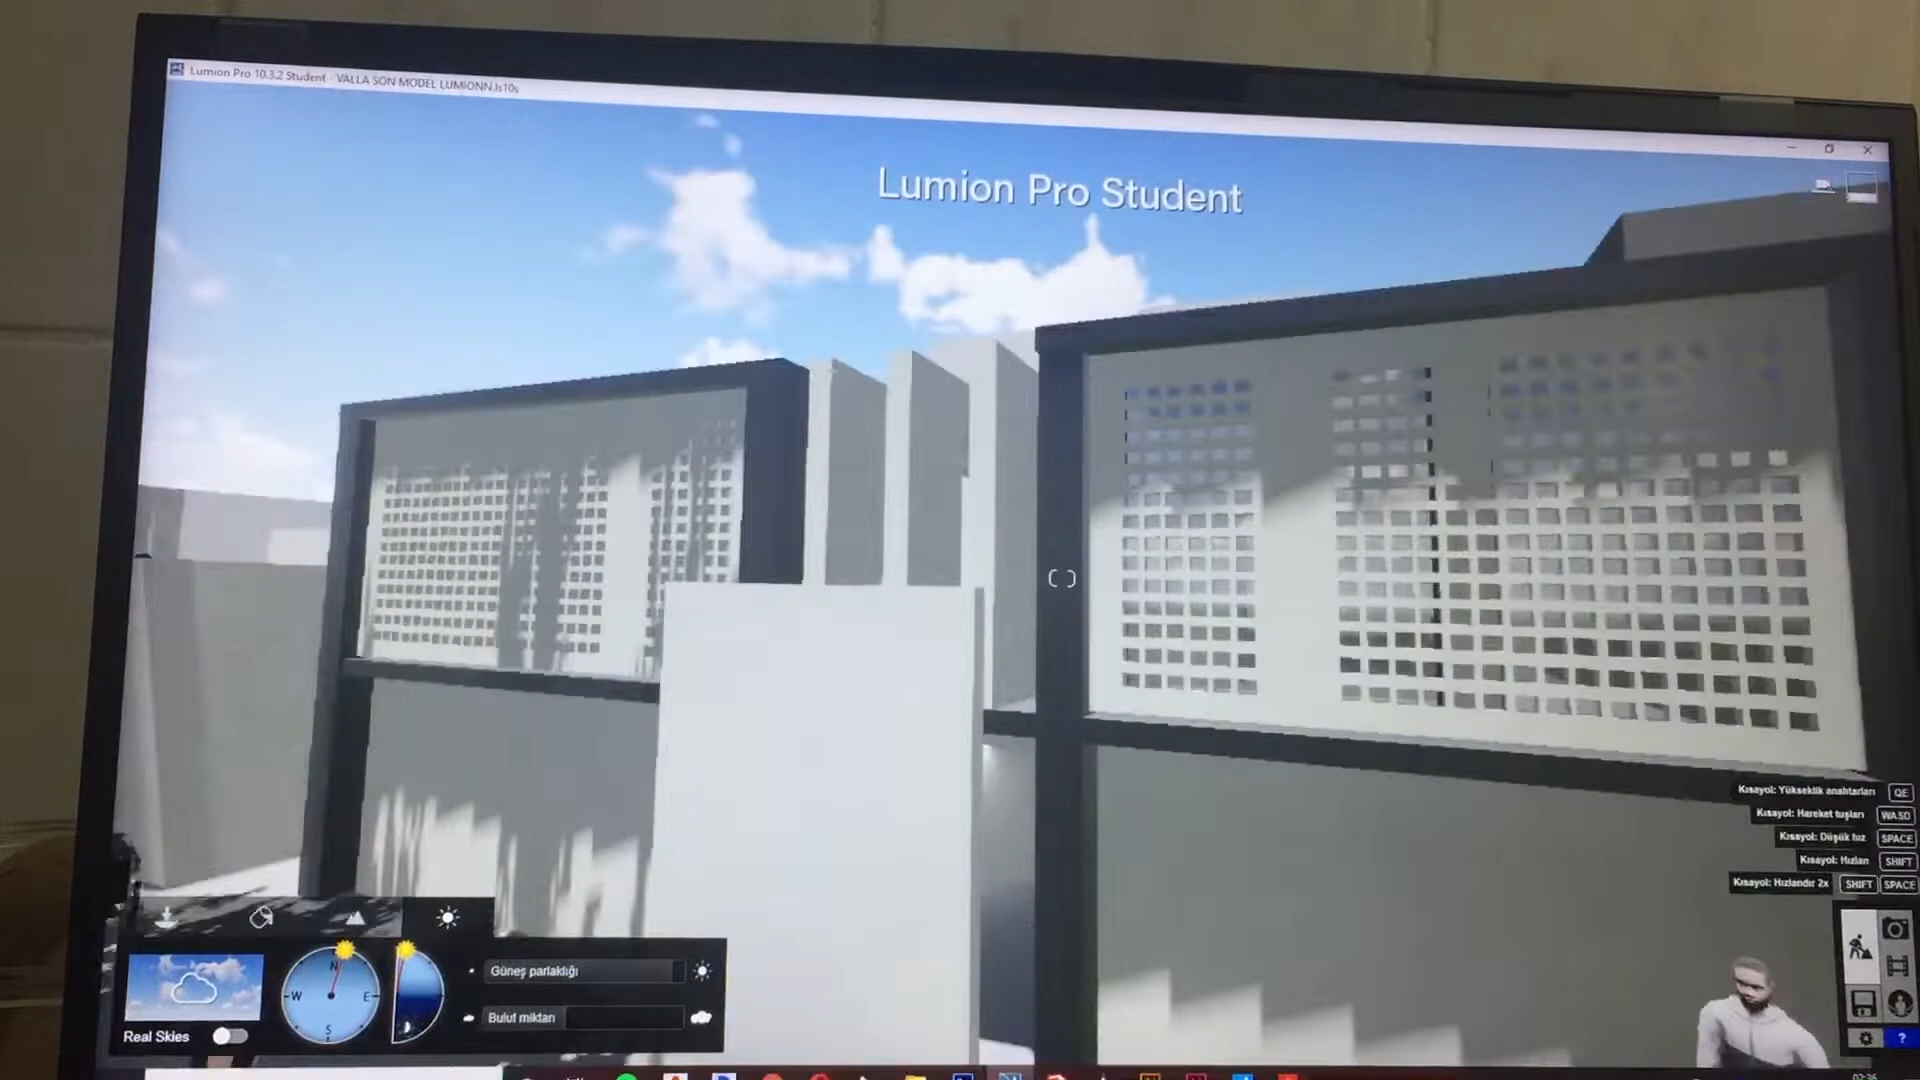 Lumion Pro 10.3.2 Student - VALLA SON MODEL LUMIONN.ls10s
Lumion Pro Student
Kısayol: Yükseklik anahtarları QE
Kısayol: Hareket tuşları WASD
Kısayol: Düşük hız SPACE
Kısayol: Hızlan SHIFT
Kısayol: Hızlandır 2x SHIFT SPACE
N
W E
S
Güneş parlaklığı
Bulut miktarı
Real Skies
?
02:36